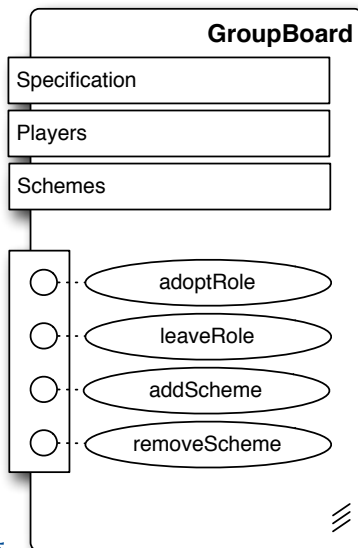 GroupBoard
Specification
Players
Schemes
adoptRole
leaveRole
addScheme
removeScheme